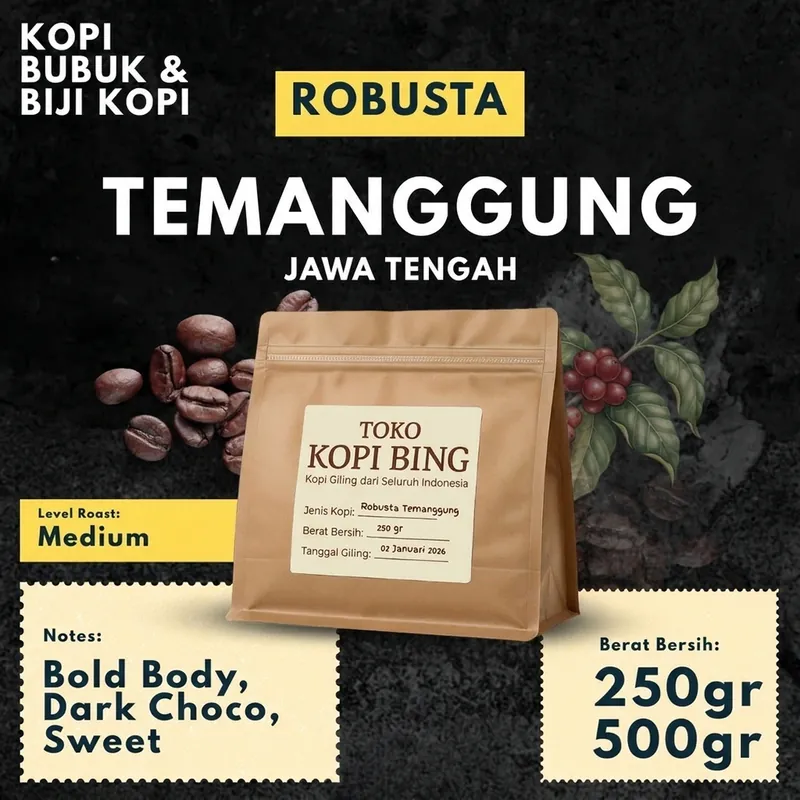 KOPI
BUBUK &
BIJI KOPI
ROBUSTA
TEMANGGUNG
JAWA TENGAH
TOKO
KOPI BING
Kopi Giling dari Seluruh Indonesia
Jenis Kopi: Robusta Temanggung
Berat Bersih: 250 gr
Tanggal Giling: 02 Januari 2026
Level Roast:
Medium
Notes:
Bold Body,
Dark Choco,
Sweet
Berat Bersih:
250gr
500gr